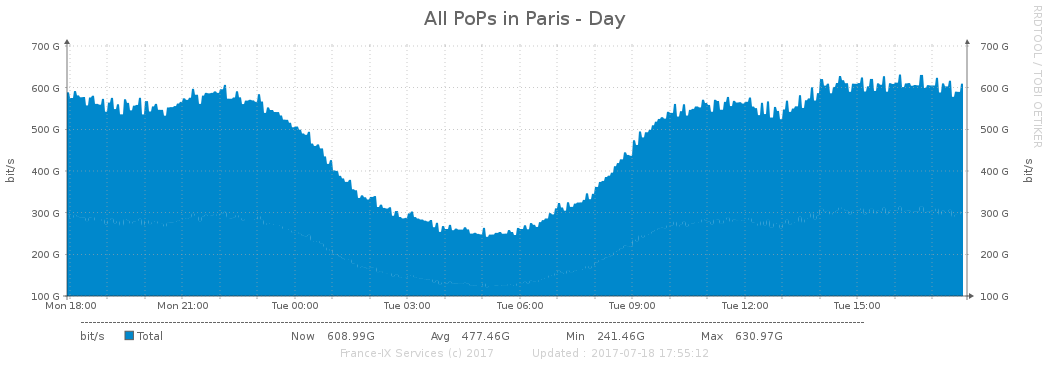 All PoPs in Paris - Day
RRDTOOL / TOBI OETIKER
bit/s
bit/s
700 G
600 G
500 G
400 G
300 G
200 G
100 G
700 G
600 G
500 G
400 G
300 G
200 G
100 G
Mon 18:00 Mon 21:00 Tue 00:00 Tue 03:00 Tue 06:00 Tue 09:00 Tue 12:00 Tue 15:00
bit/s Total Now 608.99G Avg 477.46G Min 241.46G Max 630.97G
France-IX Services (c) 2017 Updated : 2017-07-18 17:55:12